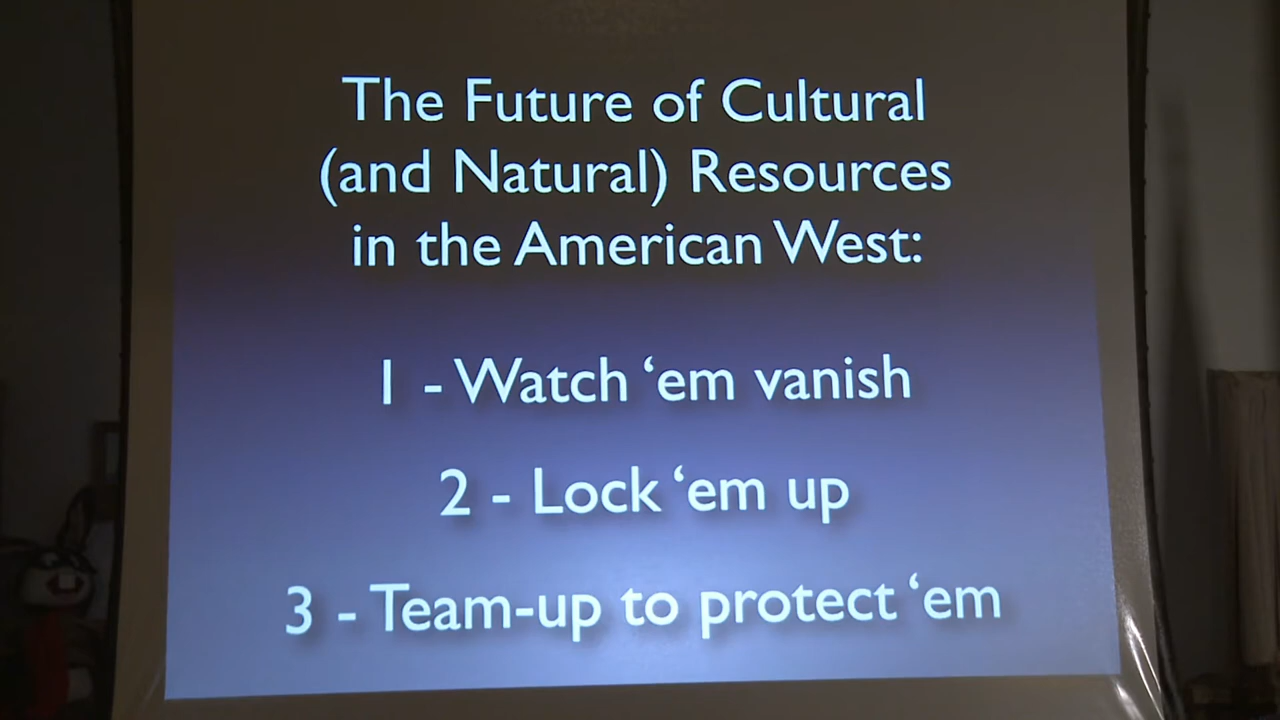 The Future of Cultural
(and Natural) Resources
in the American West:
1 - Watch ‘em vanish
2 - Lock ‘em up
3 - Team-up to protect ‘em